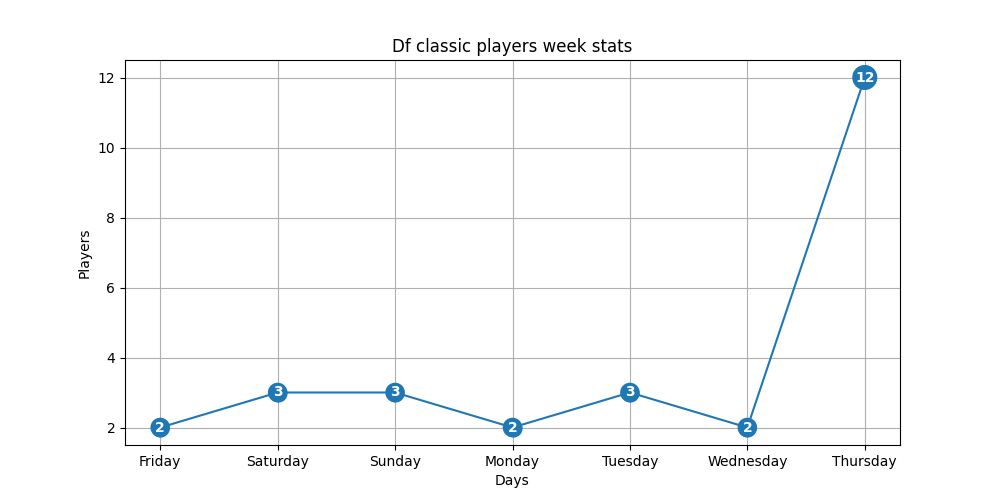 Df classic players week stats
12
12
10
8
Players
6
4
3
3
3
2
2
2
2
Friday
Saturday
Sunday
Monday
Tuesday
Wednesday
Thursday
Days